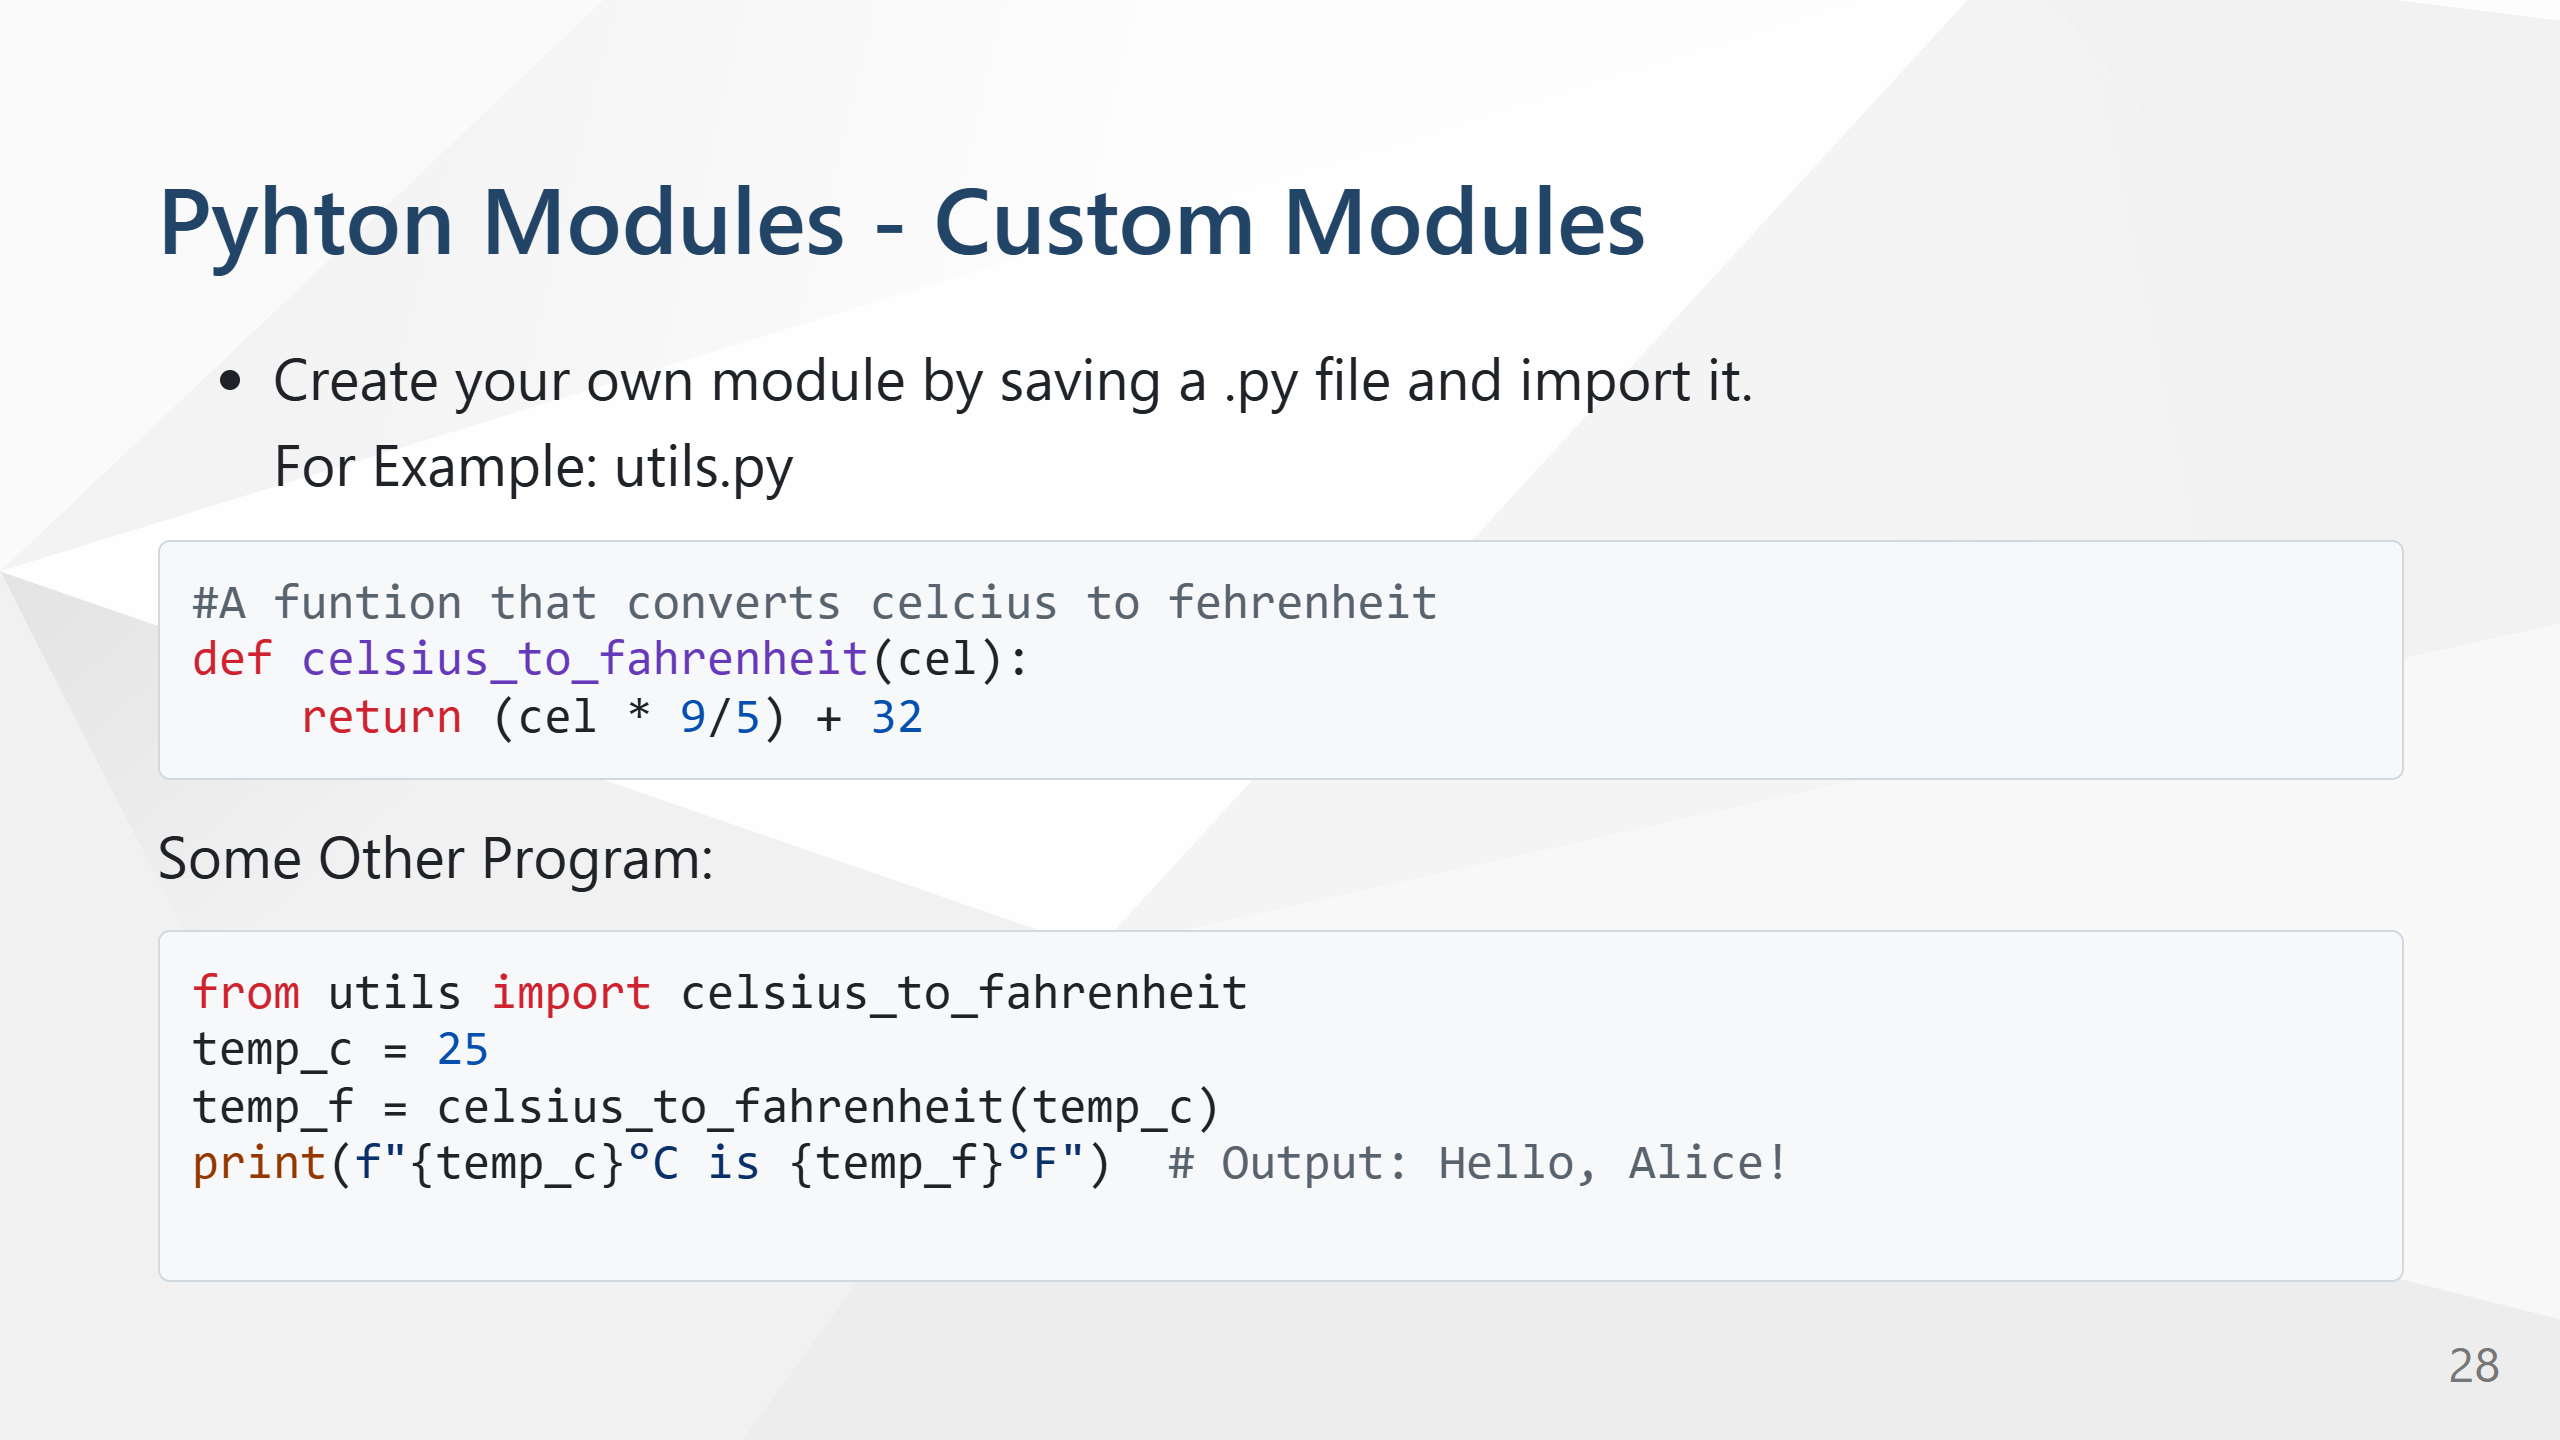 Pyhton Modules - Custom Modules
• Create your own module by saving a .py file and import it.
For Example: utils.py
#A funtion that converts celcius to fehrenheit
def celsius_to_fahrenheit(cel):
    return (cel * 9/5) + 32
Some Other Program:
from utils import celsius_to_fahrenheit
temp_c = 25
temp_f = celsius_to_fahrenheit(temp_c)
print(f"{temp_c}°C is {temp_f}°F")  # Output: Hello, Alice!
28